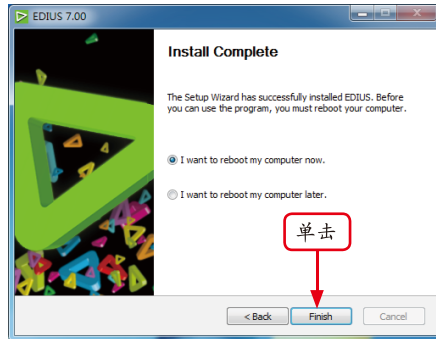 EDIUS 7.00
Install Complete
The Setup Wizard has successfully installed EDIUS. Before
you can use the program, you must reboot your computer.
I want to reboot my computer now.
I want to reboot my computer later.
单击
< Back Finish Cancel